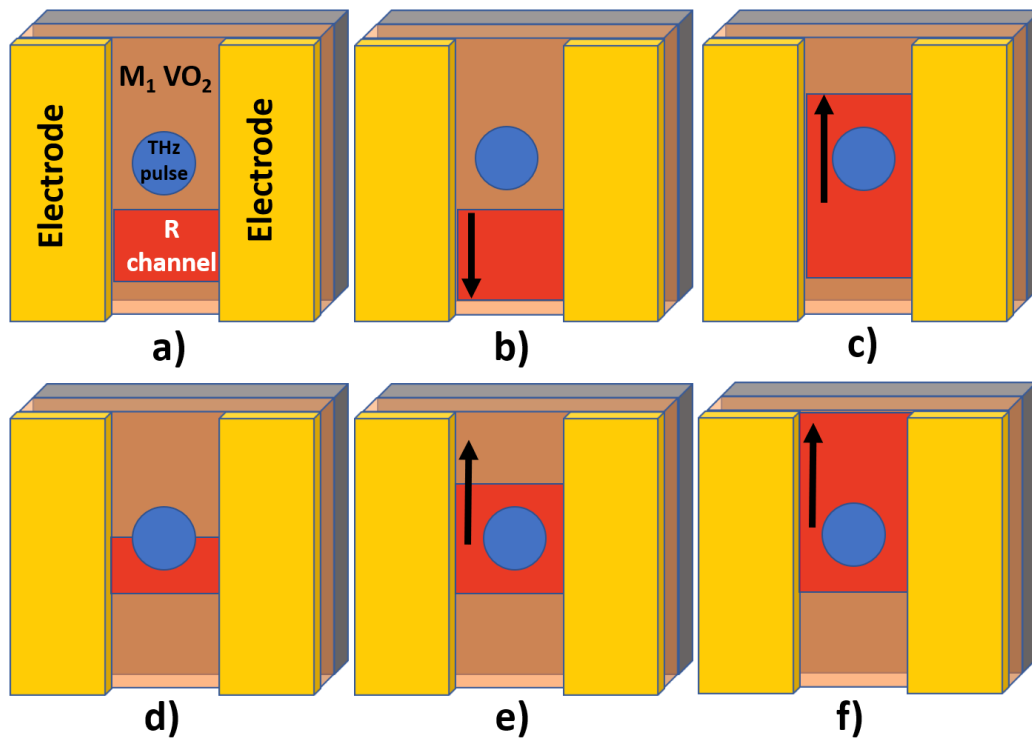 M₁ VO₂
Electrode
THz
pulse
Electrode
R
channel
a)
b)
c)
d)
e)
f)